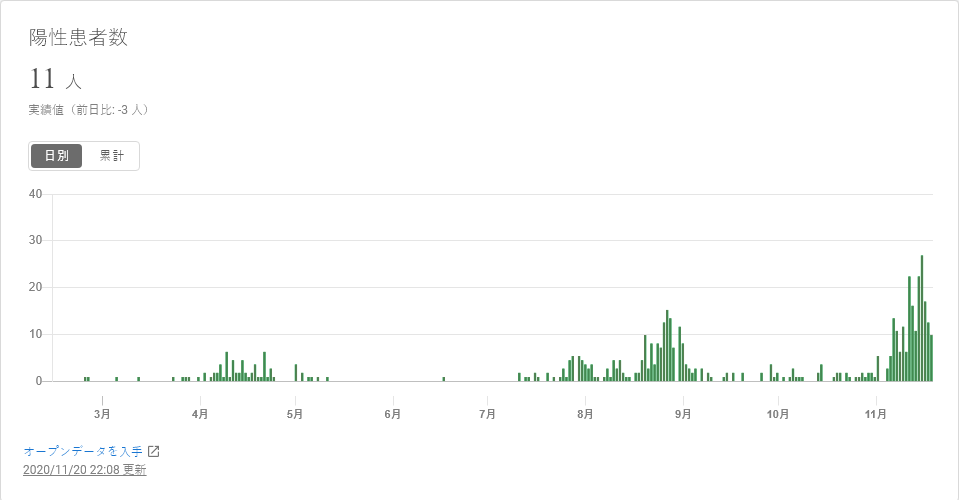 陽性患者数
11 人
実績値（前日比: -3 人）
日別 累計
40
30
20
10
0
3月 4月 5月 6月 7月 8月 9月 10月 11月
オープンデータを入手
2020/11/20 22:08 更新